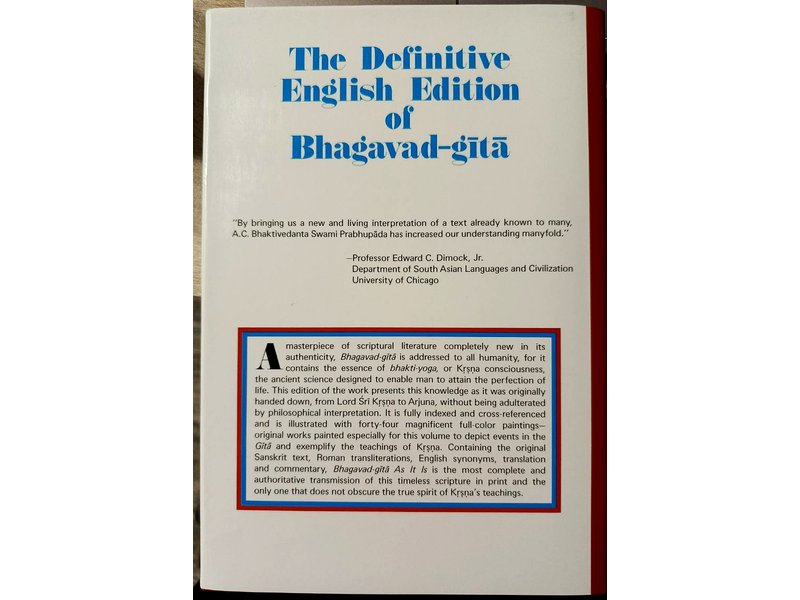 The Definitive
English Edition
of
Bhagavad-gītā
"By bringing us a new and living interpretation of a text already known to many,
A.C. Bhaktivedanta Swami Prabhupāda has increased our understanding manyfold."
—Professor Edward C. Dimock, Jr.
Department of South Asian Languages and Civilization
University of Chicago
A masterpiece of scriptural literature completely new in its
authenticity, Bhagavad-gītā is addressed to all humanity, for it
contains the essence of bhakti-yoga, or Kṛṣṇa consciousness,
the ancient science designed to enable man to attain the perfection of
life. This edition of the work presents this knowledge as it was originally
handed down, from Lord Śrī Kṛṣṇa to Arjuna, without being adulterated
by philosophical interpretation. It is fully indexed and cross-referenced
and is illustrated with forty-four magnificent full-color paintings—
original works painted especially for this volume to depict events in the
Gītā and exemplify the teachings of Kṛṣṇa. Containing the original
Sanskrit text, Roman transliterations, English synonyms, translation
and commentary, Bhagavad-gītā As It Is is the most complete and
authoritative transmission of this timeless scripture in print and the
only one that does not obscure the true spirit of Kṛṣṇa's teachings.